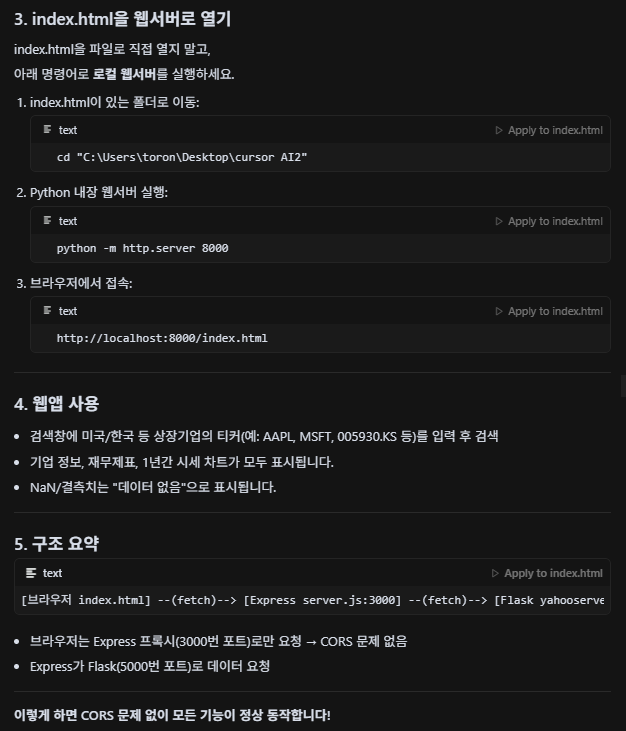 3. index.html을 웹서버로 열기
index.html을 파일로 직접 열지 말고,
아래 명령어로 로컬 웹서버를 실행하세요.
1. index.html이 있는 폴더로 이동:
text
Apply to index.html
cd "C:\Users\toron\Desktop\cursor AI2"
2. Python 내장 웹서버 실행:
text
Apply to index.html
python -m http.server 8000
3. 브라우저에서 접속:
text
Apply to index.html
http://localhost:8000/index.html
4. 웹앱 사용
검색창에 미국/한국 등 상장기업의 티커(예: AAPL, MSFT, 005930.KS 등)를 입력 후 검색
기업 정보, 재무제표, 1년간 시세 차트가 모두 표시됩니다.
NaN/결측치는 "데이터 없음"으로 표시됩니다.
5. 구조 요약
text
Apply to index.html
[브라우저 index.html] --(fetch)--> [Express server.js:3000] --(fetch)--> [Flask yahooserve
브라우저는 Express 프록시(3000번 포트)로만 요청 → CORS 문제 없음
Express가 Flask(5000번 포트)로 데이터 요청
이렇게 하면 CORS 문제 없이 모든 기능이 정상 동작합니다!